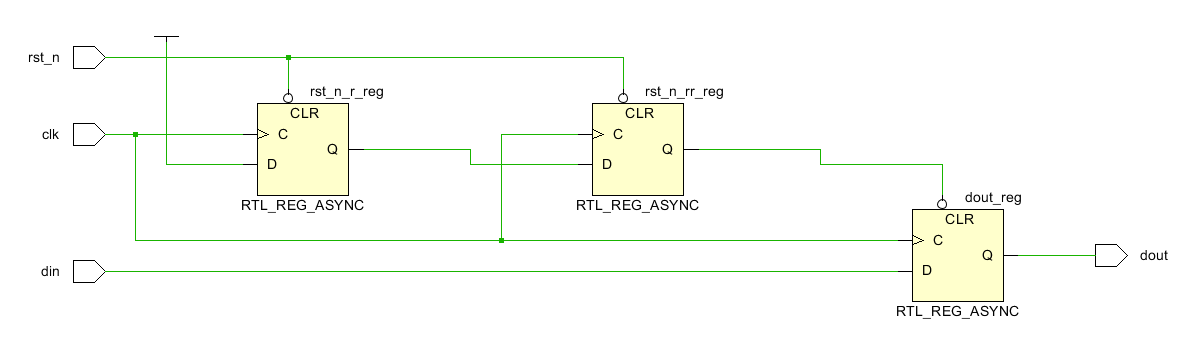 rst_n
rst_n_r_reg
rst_n_rr_reg
CLR
CLR
clk
C
C
Q
Q
D
D
RTL_REG_ASYNC
RTL_REG_ASYNC
dout_reg
CLR
C
Q
dout
din
D
RTL_REG_ASYNC